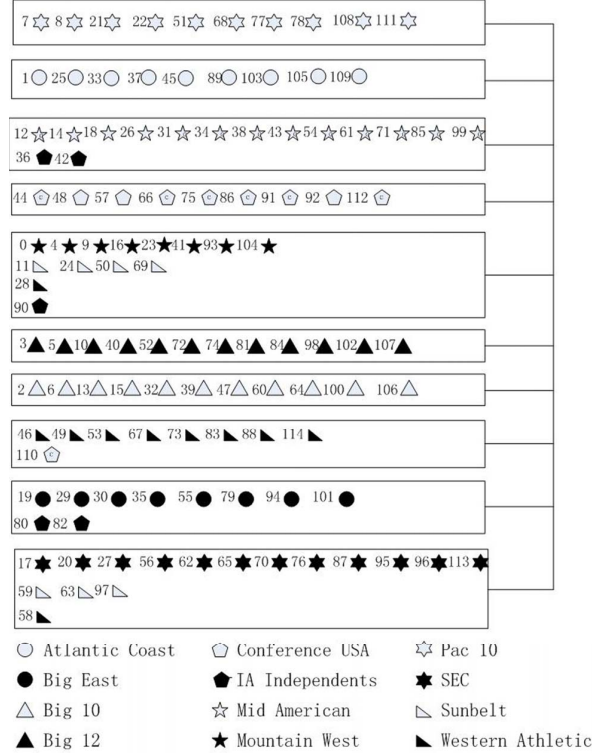 7 8 21 22 51 68 77 78 108 111
1 25 33 37 45 89 103 105 109
12 14 18 26 31 34 38 43 54 61 71 85 99
36 42
44 C 48 57 66 C 75 C 86 C 91 C 92 112 C
0 4 9 16 23 41 93 104
11 24 50 69
28
90
3 5 10 40 52 72 74 81 84 98 102 107
2 6 13 15 32 39 47 60 64 100 106
46 49 53 67 73 83 88 114
110 C
19 29 30 35 55 79 94 101
80 82
17 20 27 56 62 65 70 76 87 95 96 113
59 63 97
58
Atlantic Coast Conference USA Pac 10
Big East IA Independents SEC
Big 10 Mid American Sunbelt
Big 12 Mountain West Western Athletic